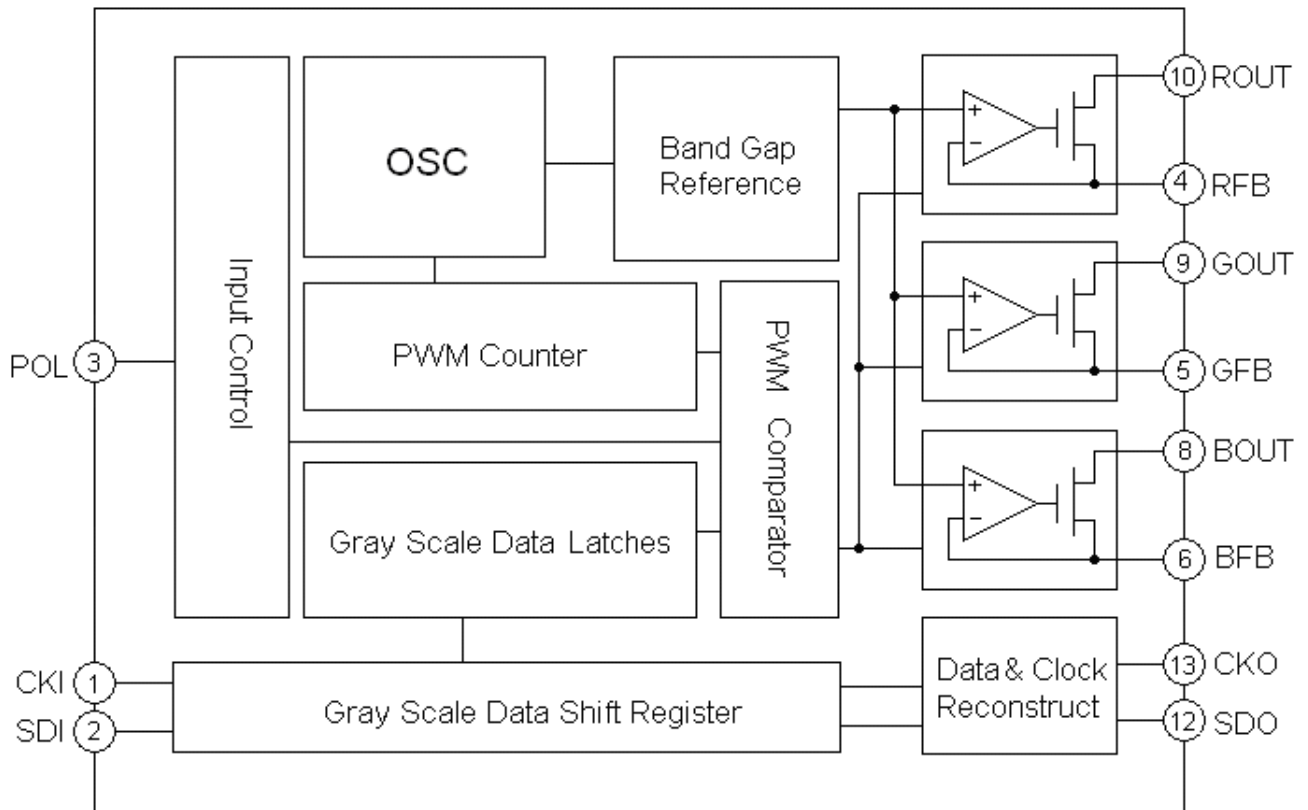 OSC
Band Gap
Reference
Input Control
PWM Counter
PWM Comparator
Gray Scale Data Latches
Gray Scale Data Shift Register
Data & Clock
Reconstruct
POL 3
CKI 1
SDI 2
+
−
10 ROUT
4 RFB
+
−
9 GOUT
5 GFB
+
−
8 BOUT
6 BFB
13 CKO
12 SDO